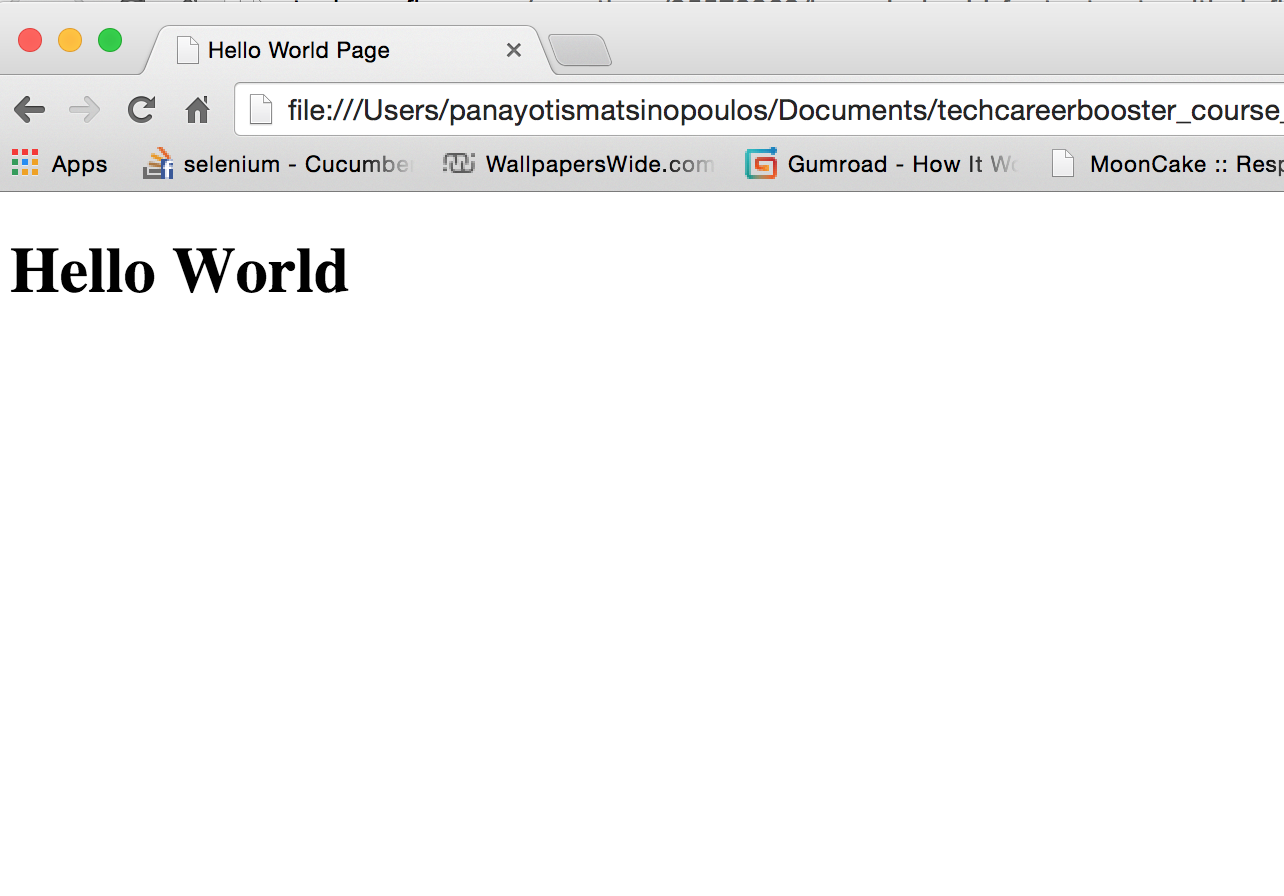 Hello World Page
file:///Users/panayotismatsinopoulos/Documents/techcareerbooster_course_
Apps selenium - Cucumber WallpapersWide.com Gumroad - How It Wo MoonCake :: Resp
Hello World